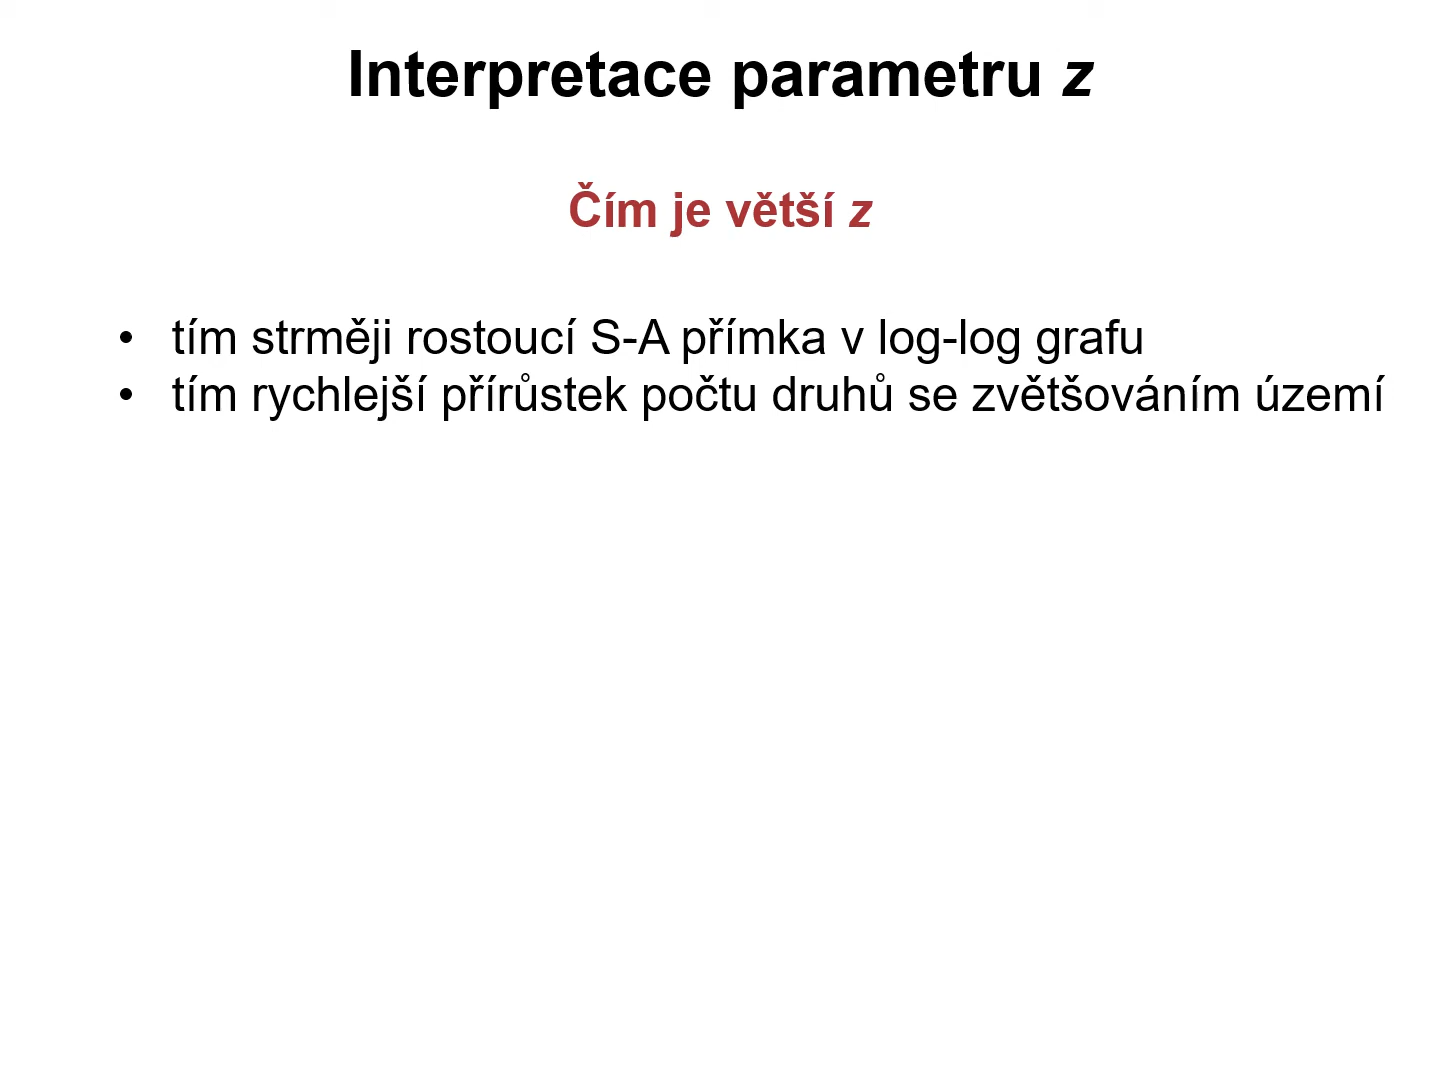 Interpretace parametru z
Čím je větší z
• tím strměji rostoucí S-A přímka v log-log grafu
• tím rychlejší přírůstek počtu druhů se zvětšováním území